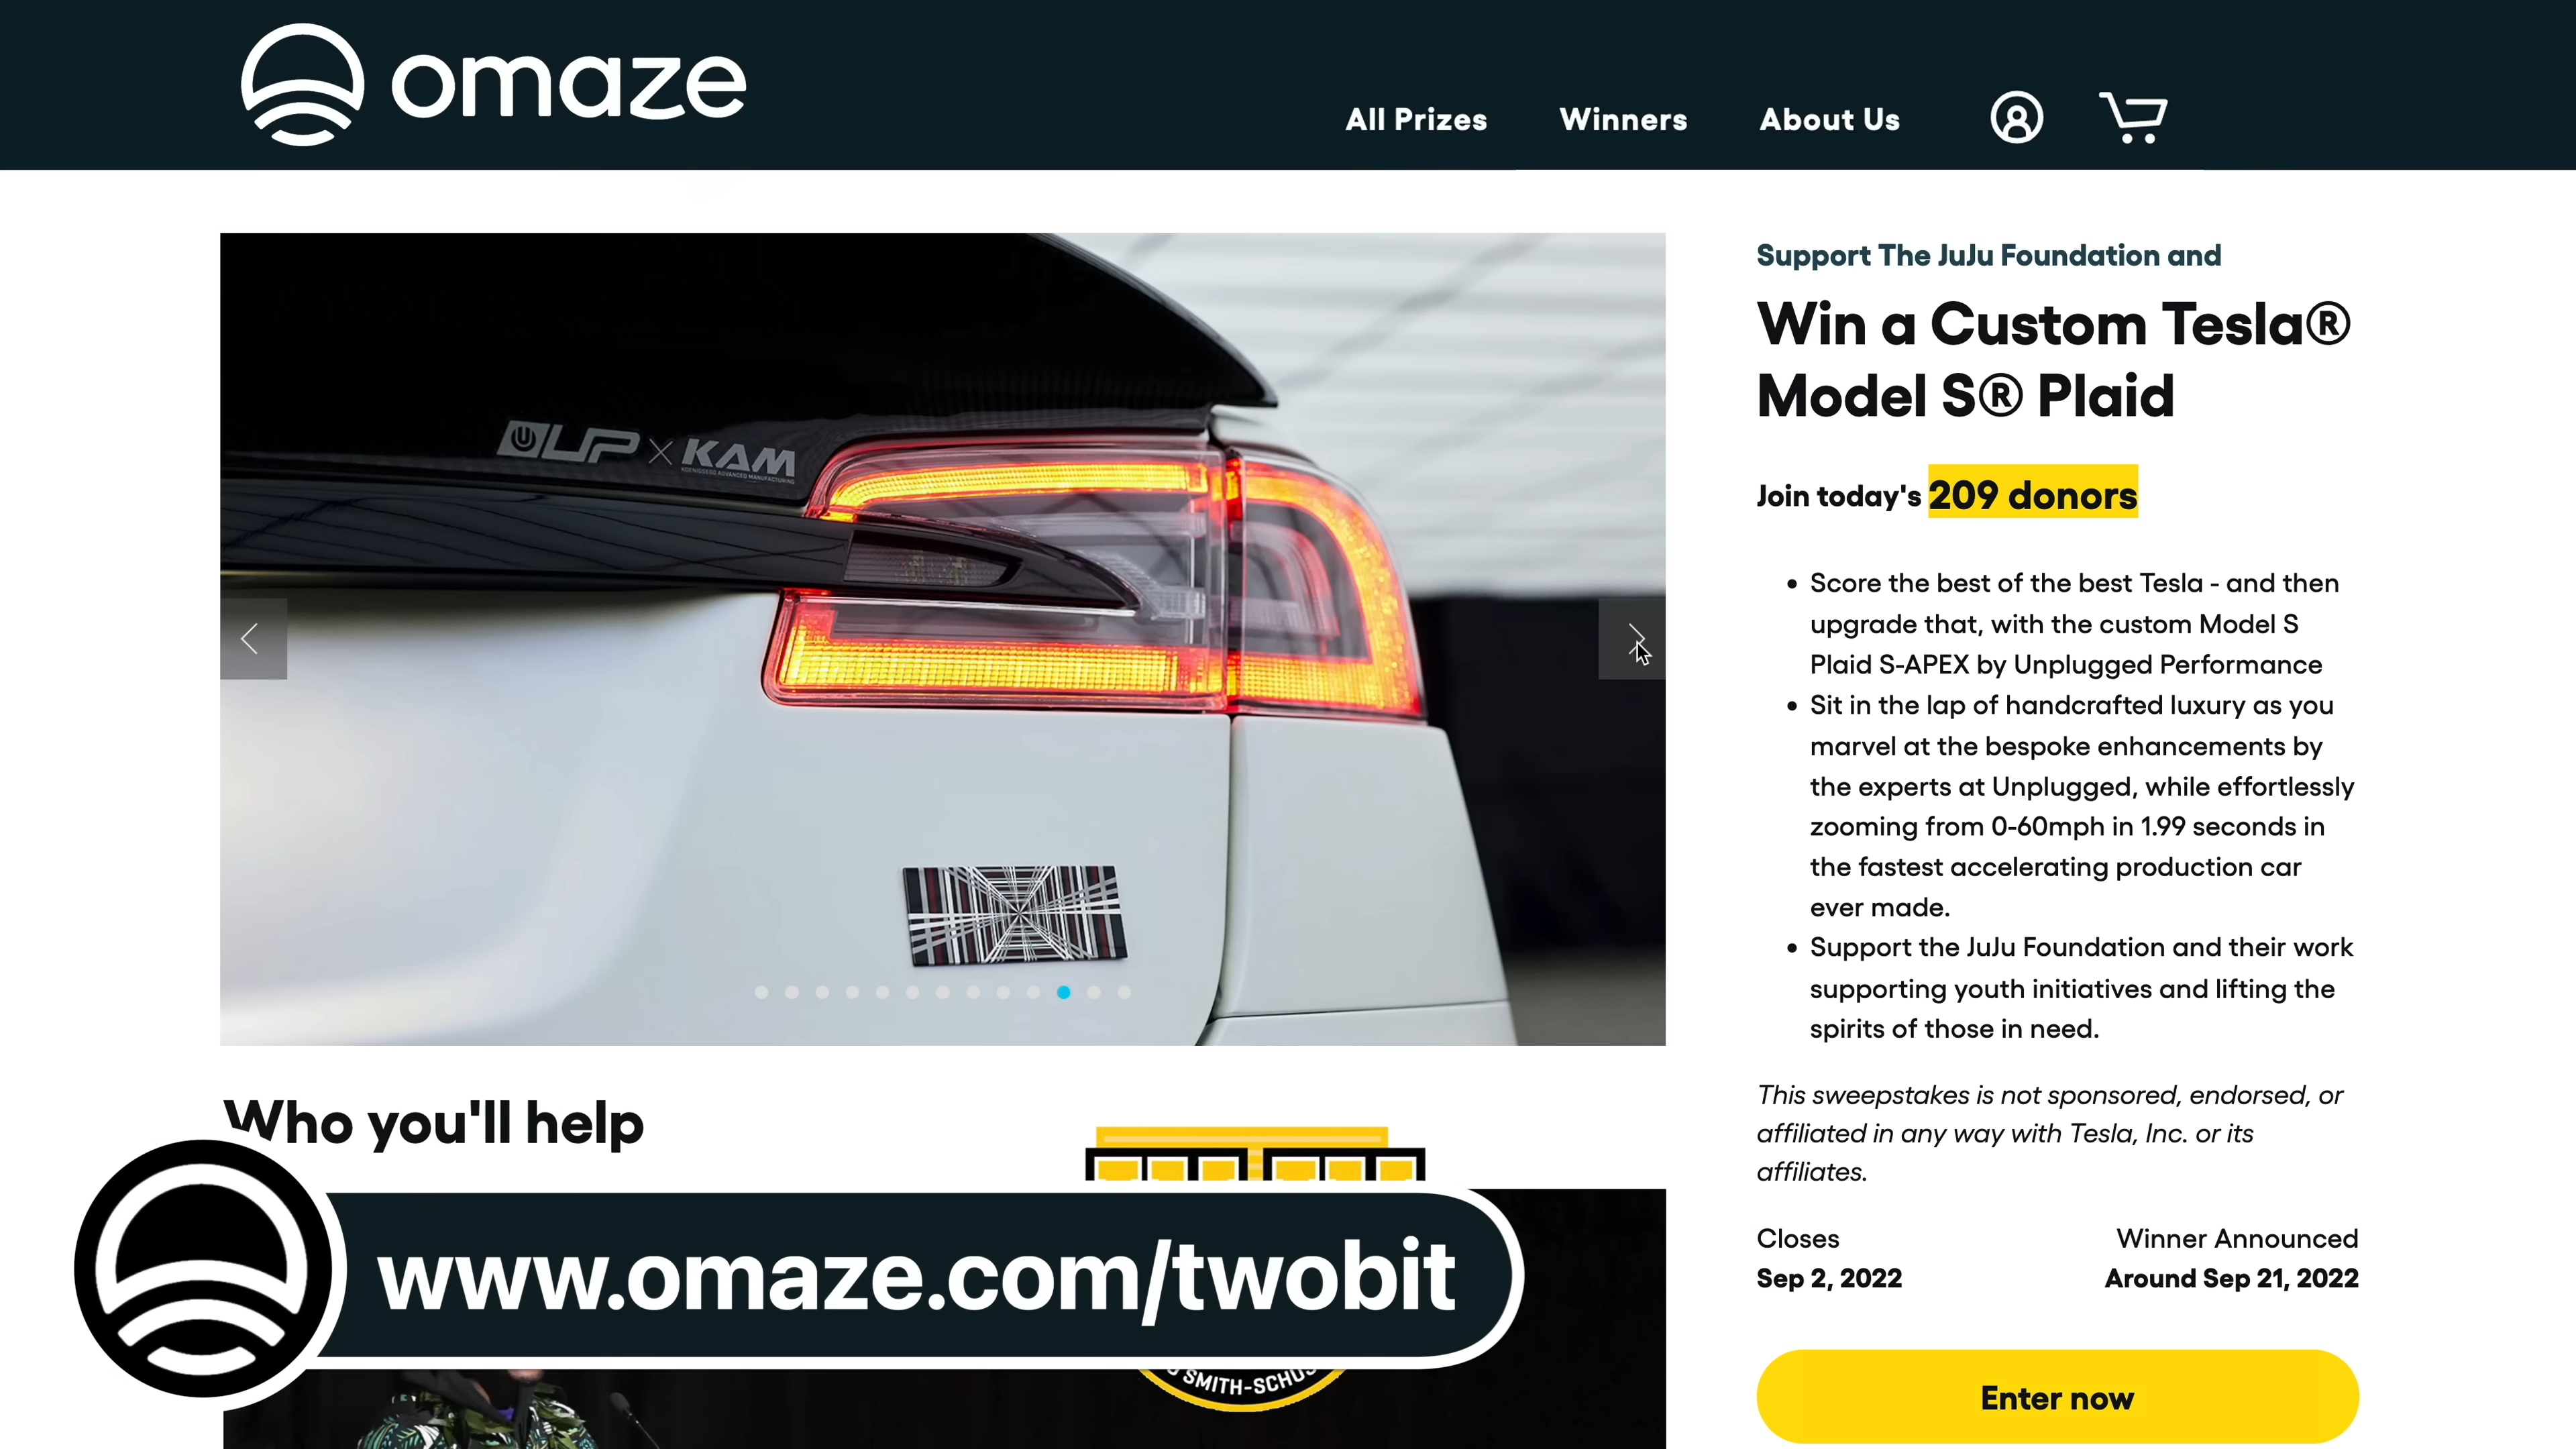 omaze
All Prizes
Winners
About Us
UP × KAM
KOENIGSEGG ADVANCED MANUFACTURING
Support The JuJu Foundation and
Win a Custom Tesla®
Model S® Plaid
Join today's 209 donors
• Score the best of the best Tesla - and then
upgrade that, with the custom Model S
Plaid S-APEX by Unplugged Performance
• Sit in the lap of handcrafted luxury as you
marvel at the bespoke enhancements by
the experts at Unplugged, while effortlessly
zooming from 0-60mph in 1.99 seconds in
the fastest accelerating production car
ever made.
• Support the JuJu Foundation and their work
supporting youth initiatives and lifting the
spirits of those in need.
This sweepstakes is not sponsored, endorsed, or
affiliated in any way with Tesla, Inc. or its
affiliates.
Closes
Sep 2, 2022
Winner Announced
Around Sep 21, 2022
Enter now
Who you'll help
www.omaze.com/twobit